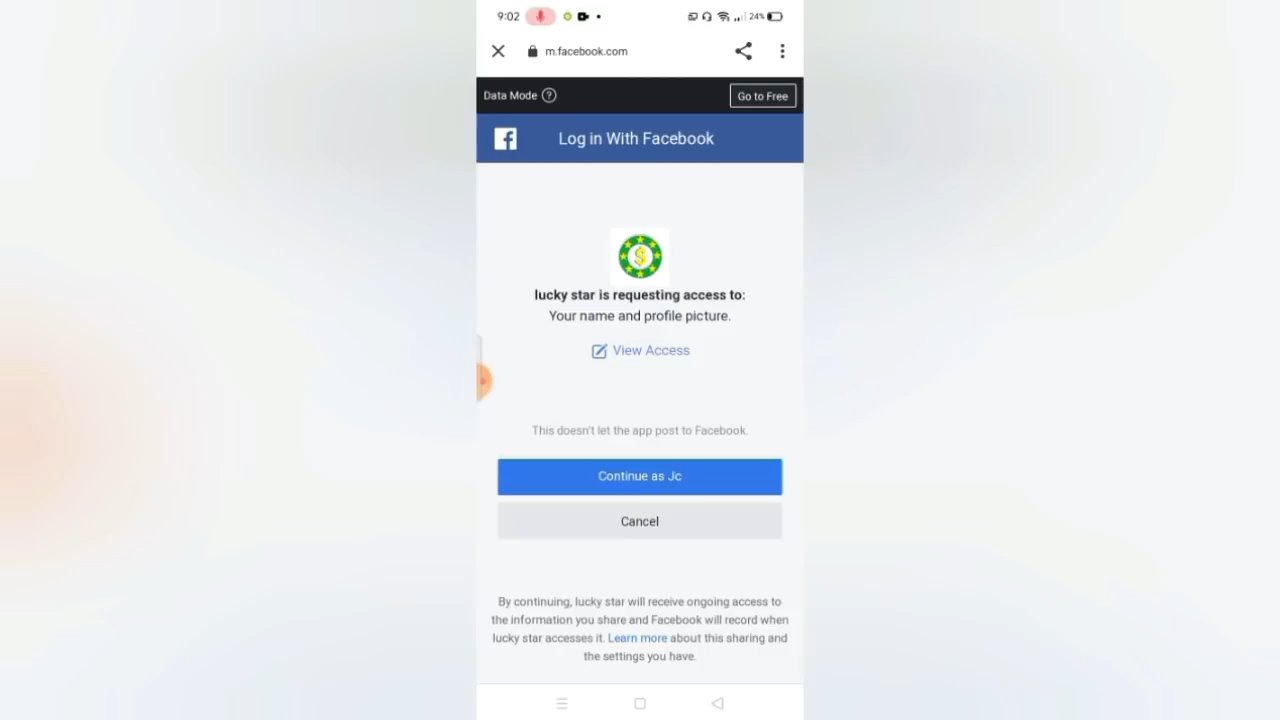 9:02 24%
m.facebook.com
Data Mode ? Go to Free
f Log in With Facebook
$
lucky star is requesting access to:
Your name and profile picture.
View Access
This doesn't let the app post to Facebook.
Continue as Jc
Cancel
By continuing, lucky star will receive ongoing access to
the information you share and Facebook will record when
lucky star accesses it. Learn more about this sharing and
the settings you have.